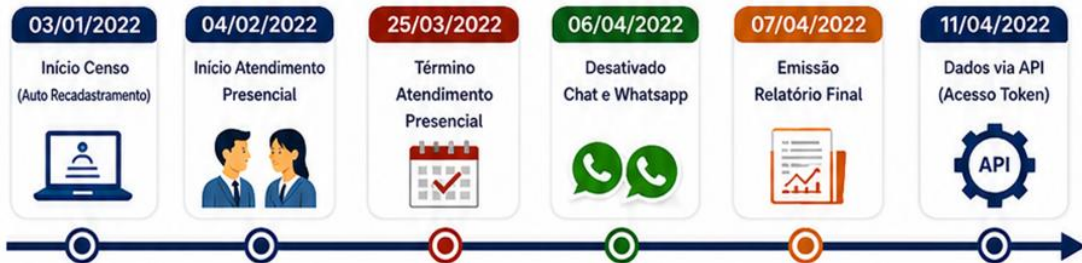 03/01/2022
Início Censo
(Auto Recadastramento)
04/02/2022
Início Atendimento
Presencial
25/03/2022
Término
Atendimento
Presencial
06/04/2022
Desativado
Chat e Whatsapp
07/04/2022
Emissão
Relatório Final
11/04/2022
Dados via API
(Acesso Token)
API